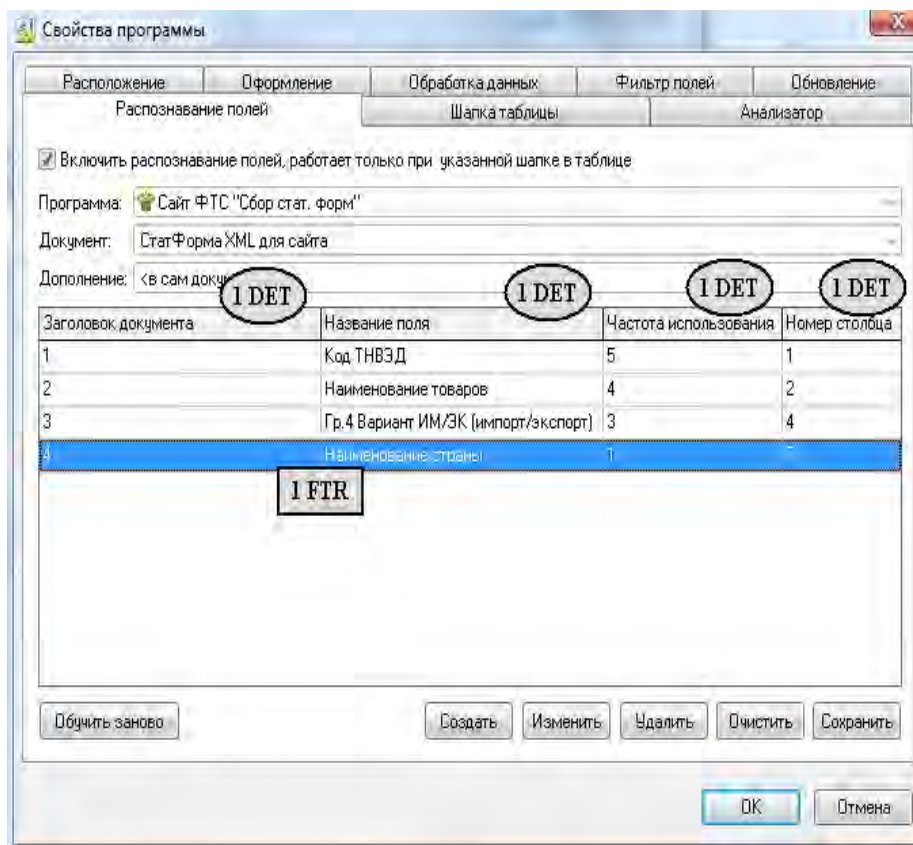 Свойства программы
Расположение Оформление Обработка данных Фильтр полей Обновление
Распознавание полей Шапка таблицы Анализатор
Включить распознавание полей, работает только при указанной шапке в таблице
Программа: Сайт ФТС "Сбор стат. форм"
Документ: СтатФорма XML для сайта
Дополнение: <в сам
1 DET 1 DET 1 DET 1 DET
Заголовок документа Название поля Частота использования Номер столбца
1 Код ТНВЭД 5 1
2 Наименование товаров 4 2
3 Гр.4 Вариант ИМ/ЭК (импорт/экспорт) 3 4
4 Наименование страны 1
1 FTR
Обучить заново Создать Изменить Удалить Очистить Сохранить
OK Отмена